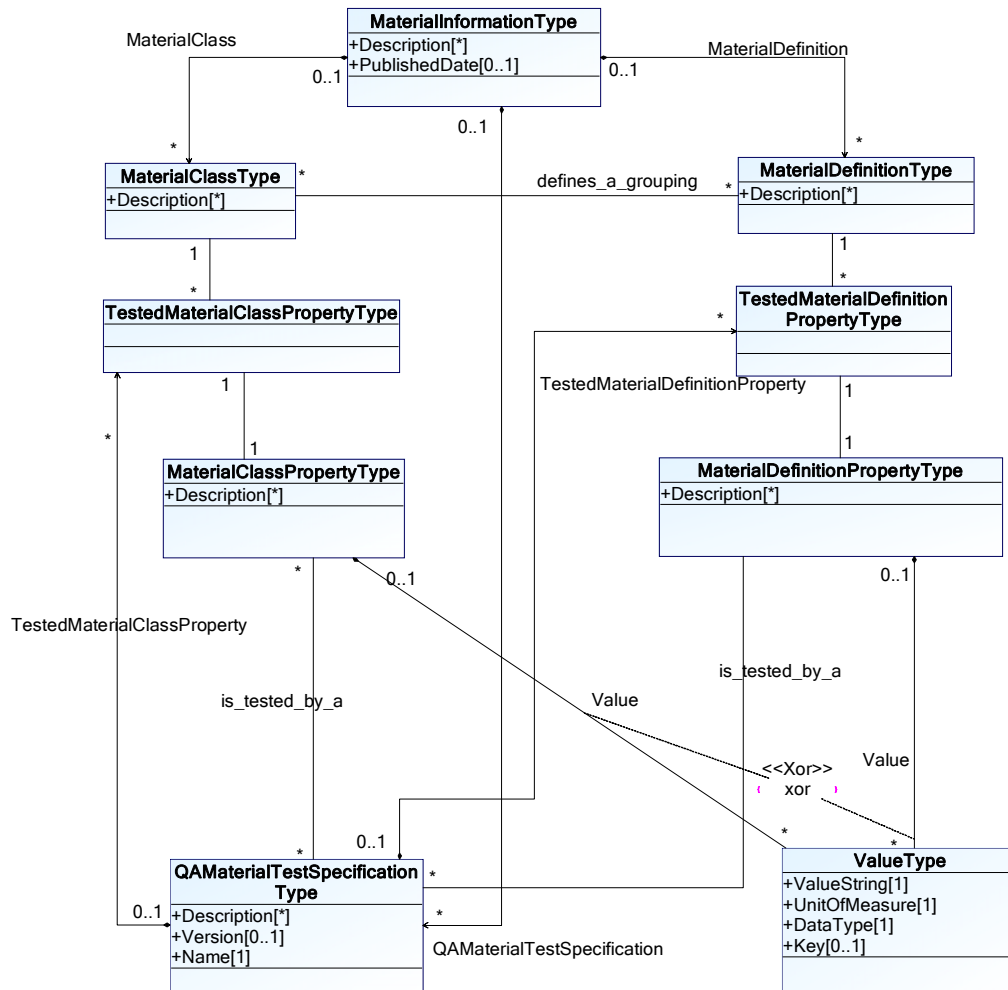 MaterialInformationType
+Description[*]
+PublishedDate[0..1]
MaterialClass
0..1
0..1
MaterialDefinition
0..1
*
*
MaterialClassType
+Description[*]
*
defines_a_grouping
*
MaterialDefinitionType
+Description[*]
1
*
1
*
TestedMaterialClassPropertyType
TestedMaterialDefinition
PropertyType
*
TestedMaterialDefinitionProperty
1
1
1
1
*
MaterialClassPropertyType
+Description[*]
MaterialDefinitionPropertyType
+Description[*]
*
0..1
0..1
TestedMaterialClassProperty
is_tested_by_a
is_tested_by_a
Value
Value
<<Xor>>
{ xor }
*
0..1
*
*
QAMaterialTestSpecification
Type
+Description[*]
+Version[0..1]
+Name[1]
0..1
*
*
QAMaterialTestSpecification
ValueType
+ValueString[1]
+UnitOfMeasure[1]
+DataType[1]
+Key[0..1]